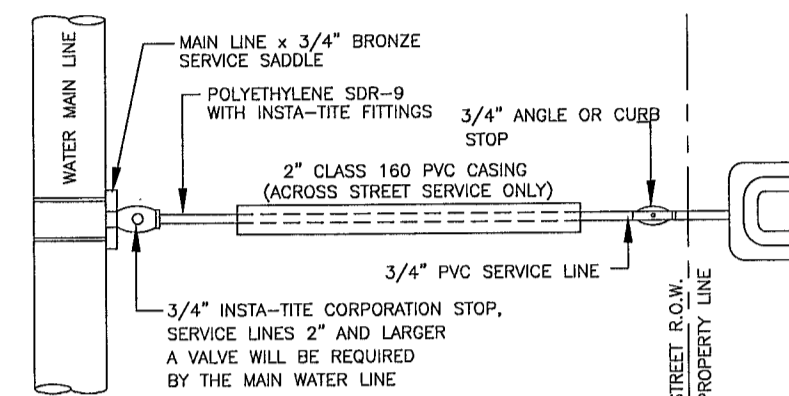 WATER MAIN LINE
MAIN LINE x 3/4" BRONZE
SERVICE SADDLE
POLYETHYLENE SDR-9
WITH INSTA-TITE FITTINGS
3/4" ANGLE OR CURB
STOP
2" CLASS 160 PVC CASING
(ACROSS STREET SERVICE ONLY)
3/4" PVC SERVICE LINE
3/4" INSTA-TITE CORPORATION STOP,
SERVICE LINES 2" AND LARGER
A VALVE WILL BE REQUIRED
BY THE MAIN WATER LINE
STREET R.O.W.
PROPERTY LINE